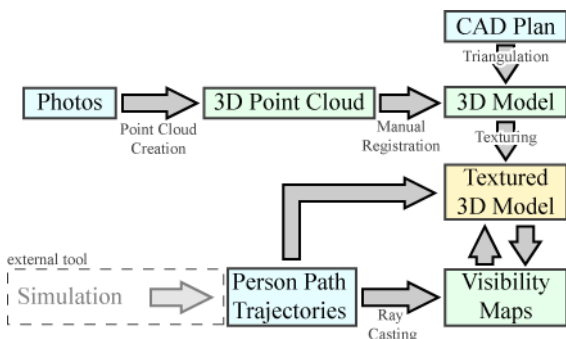 CAD Plan
Triangulation
Photos
Point Cloud
Creation
3D Point Cloud
Manual
Registration
3D Model
Texturing
Textured
3D Model
external tool
Simulation
Person Path
Trajectories
Ray
Casting
Visibility
Maps